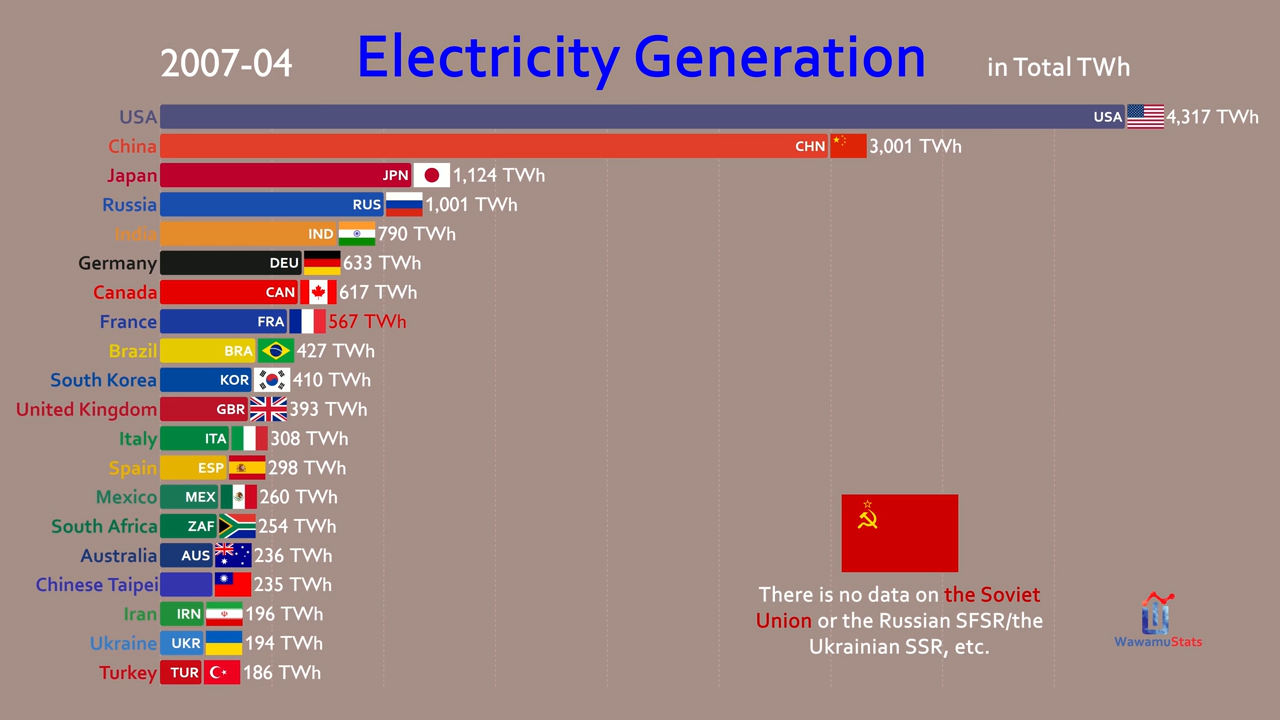 2007-04 Electricity Generation in Total TWh
USA USA 4,317 TWh
China CHN 3,001 TWh
Japan JPN 1,124 TWh
Russia RUS 1,001 TWh
India IND 790 TWh
Germany DEU 633 TWh
Canada CAN 617 TWh
France FRA 567 TWh
Brazil BRA 427 TWh
South Korea KOR 410 TWh
United Kingdom GBR 393 TWh
Italy ITA 308 TWh
Spain ESP 298 TWh
Mexico MEX 260 TWh
South Africa ZAF 254 TWh
Australia AUS 236 TWh
Chinese Taipei 235 TWh
Iran IRN 196 TWh
Ukraine UKR 194 TWh
Turkey TUR 186 TWh
There is no data on the Soviet
Union or the Russian SFSR/the
Ukrainian SSR, etc.
WawamuStats